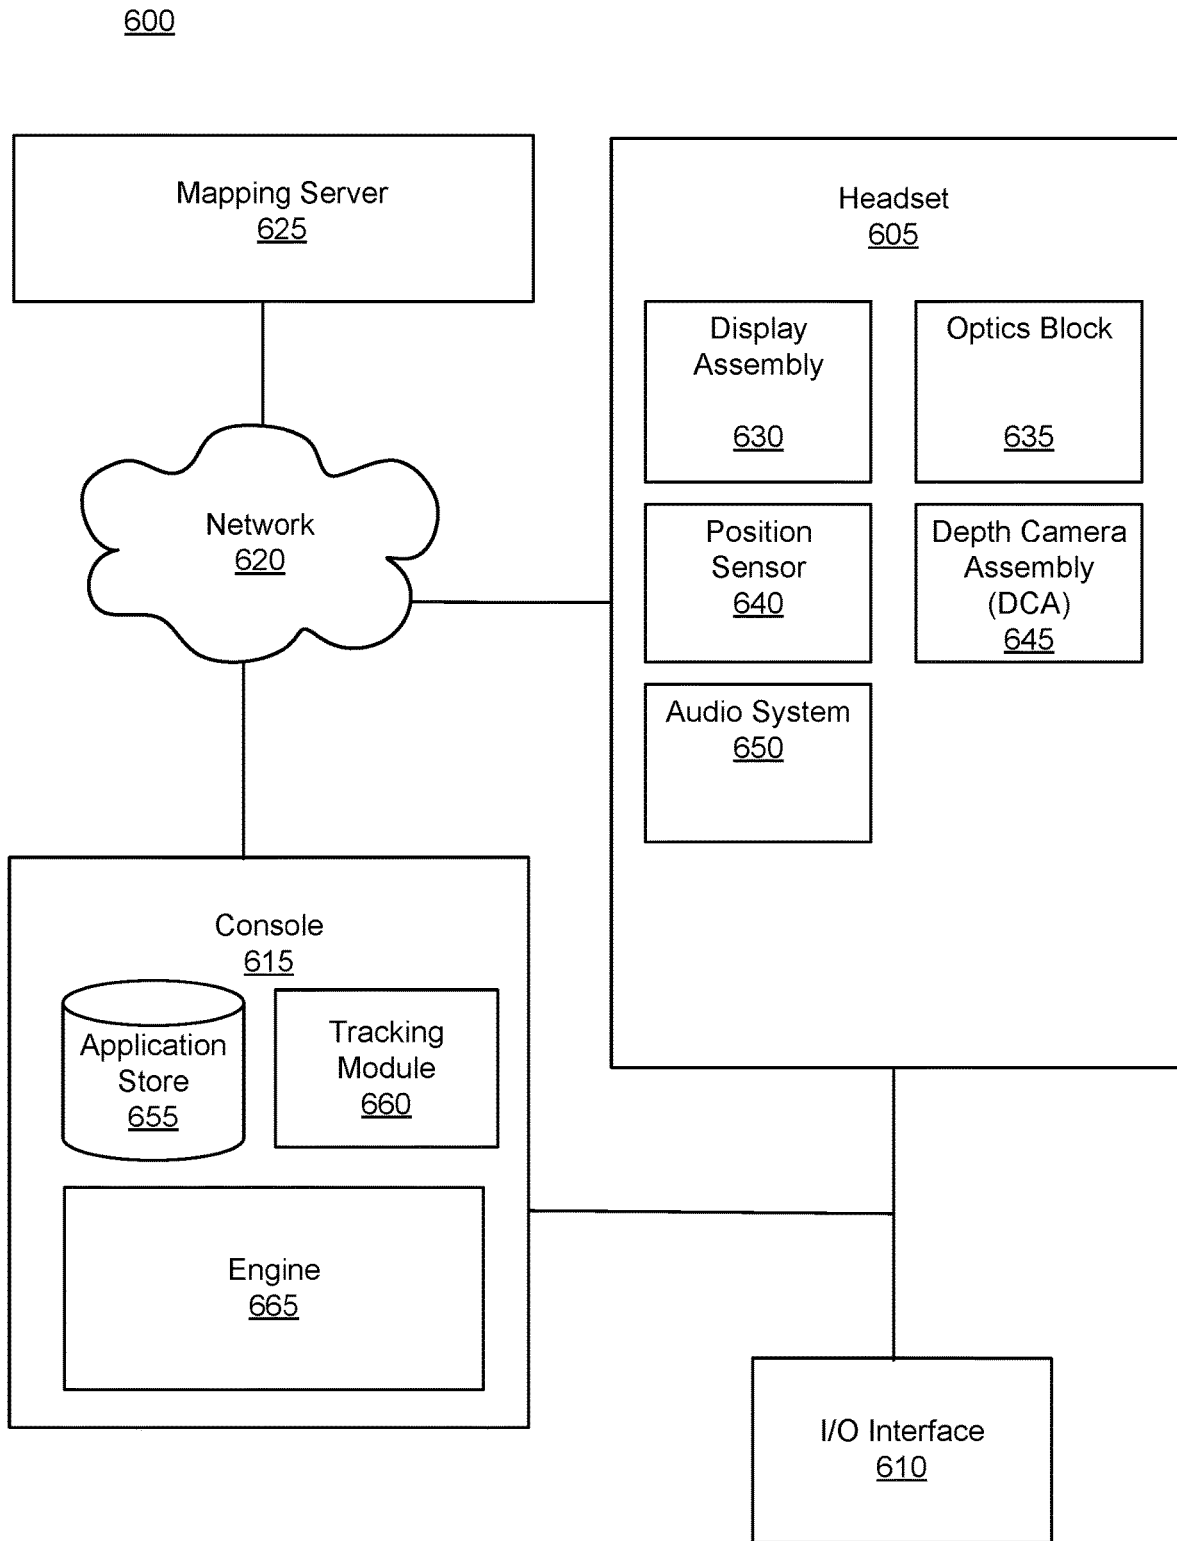 600
Mapping Server
625
Headset
605
Display
Assembly
630
Optics Block
635
Network
620
Position
Sensor
640
Depth Camera
Assembly
(DCA)
645
Audio System
650
Console
615
Application
Store
655
Tracking
Module
660
Engine
665
I/O Interface
610